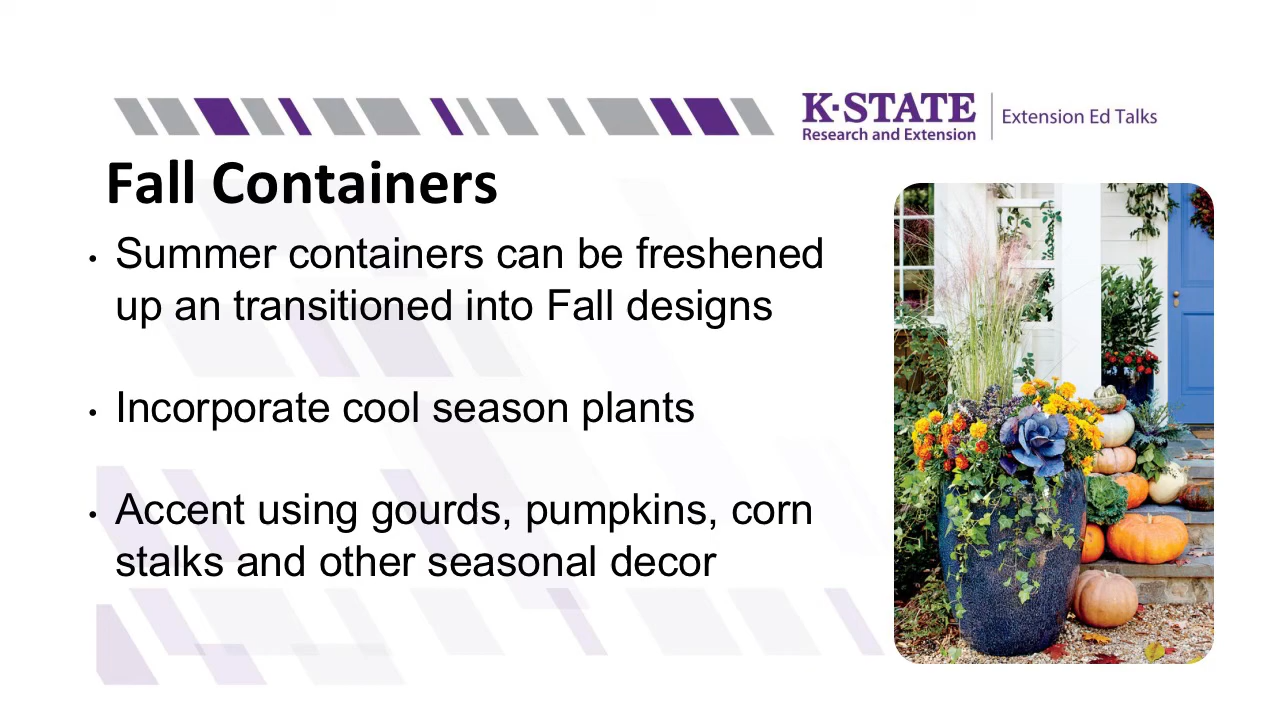 K-STATE
Research and Extension
Extension Ed Talks
Fall Containers
• Summer containers can be freshened
up an transitioned into Fall designs
• Incorporate cool season plants
• Accent using gourds, pumpkins, corn
stalks and other seasonal decor